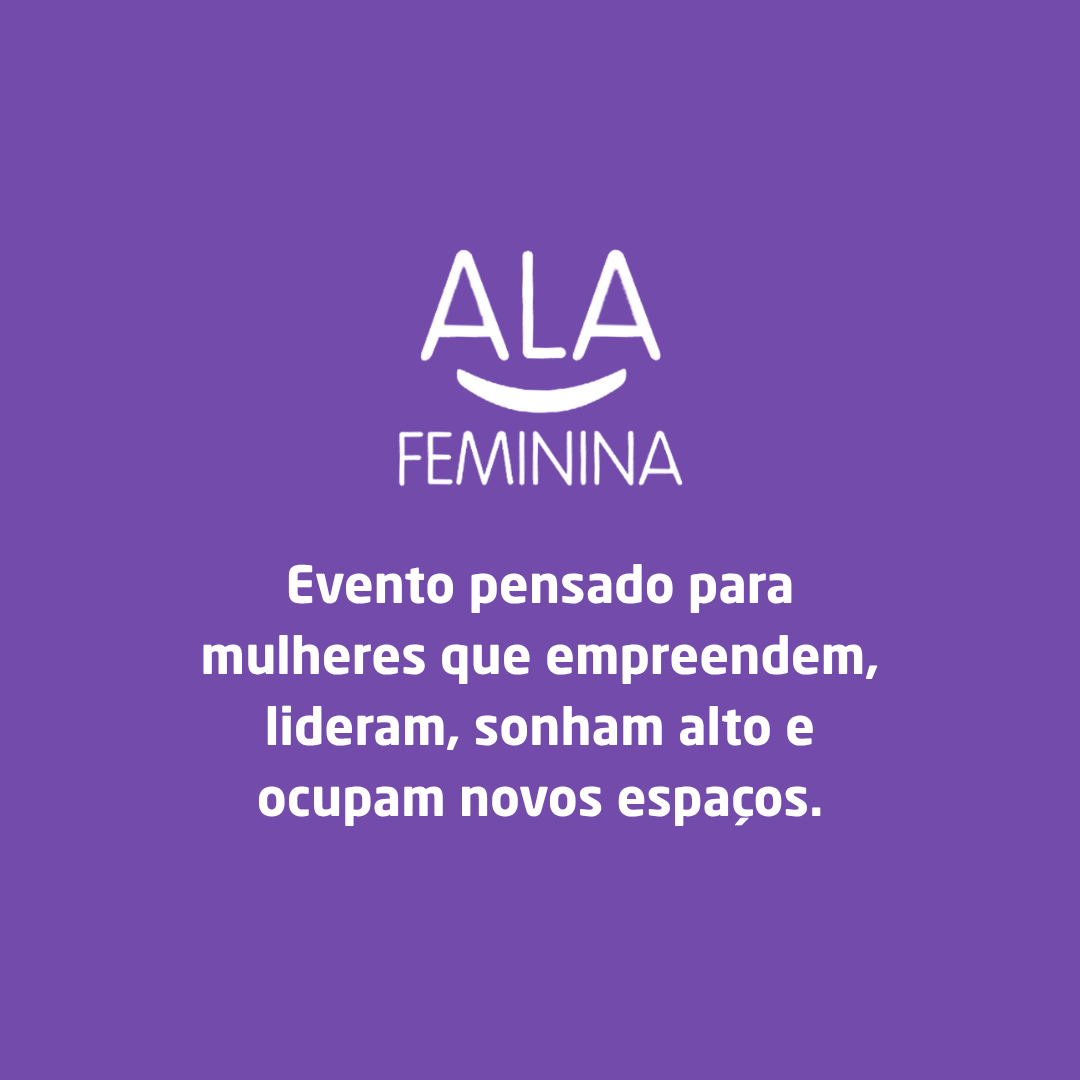 ALA
FEMININA
Evento pensado para
mulheres que empreendem,
lideram, sonham alto e
ocupam novos espaços.